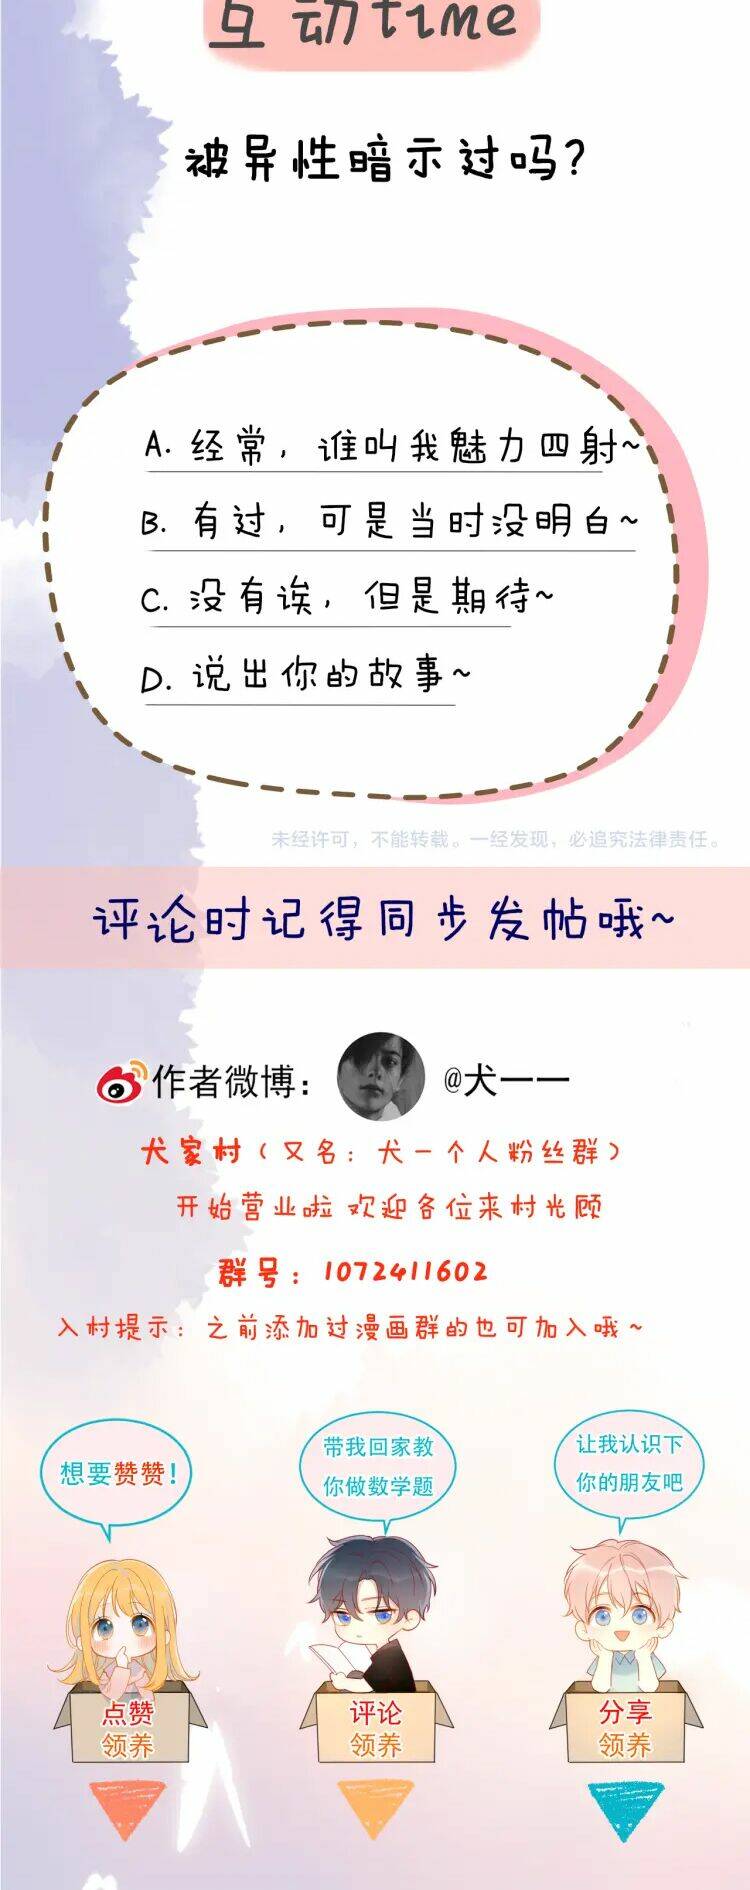 互动time
被异性暗示过吗?
A. 经常, 谁叫我魅力四射~
B. 有过, 可是当时没明白~
C. 没有诶, 但是期待~
D. 说出你的故事~
未经许可，不能转载。一经发现，必追究法律责任。
评论时记得同步发帖哦~
作者微博: @犬一一
犬家村（又名: 犬一个人粉丝群）
开始营业啦 欢迎各位来村光顾
群号: 1072411602
入村提示: 之前添加过漫画群的也可加入哦~
想要赞赞!
带我回家教
你做数学题
让我认识下
你的朋友吧
点赞
领养
评论
领养
分享
领养